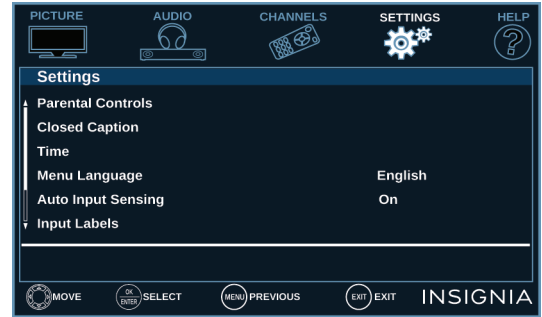 PICTURE AUDIO CHANNELS SETTINGS HELP
?
Settings
Parental Controls
Closed Caption
Time
Menu Language English
Auto Input Sensing On
Input Labels
MOVE OK ENTER SELECT MENU PREVIOUS EXIT EXIT INSIGNIA